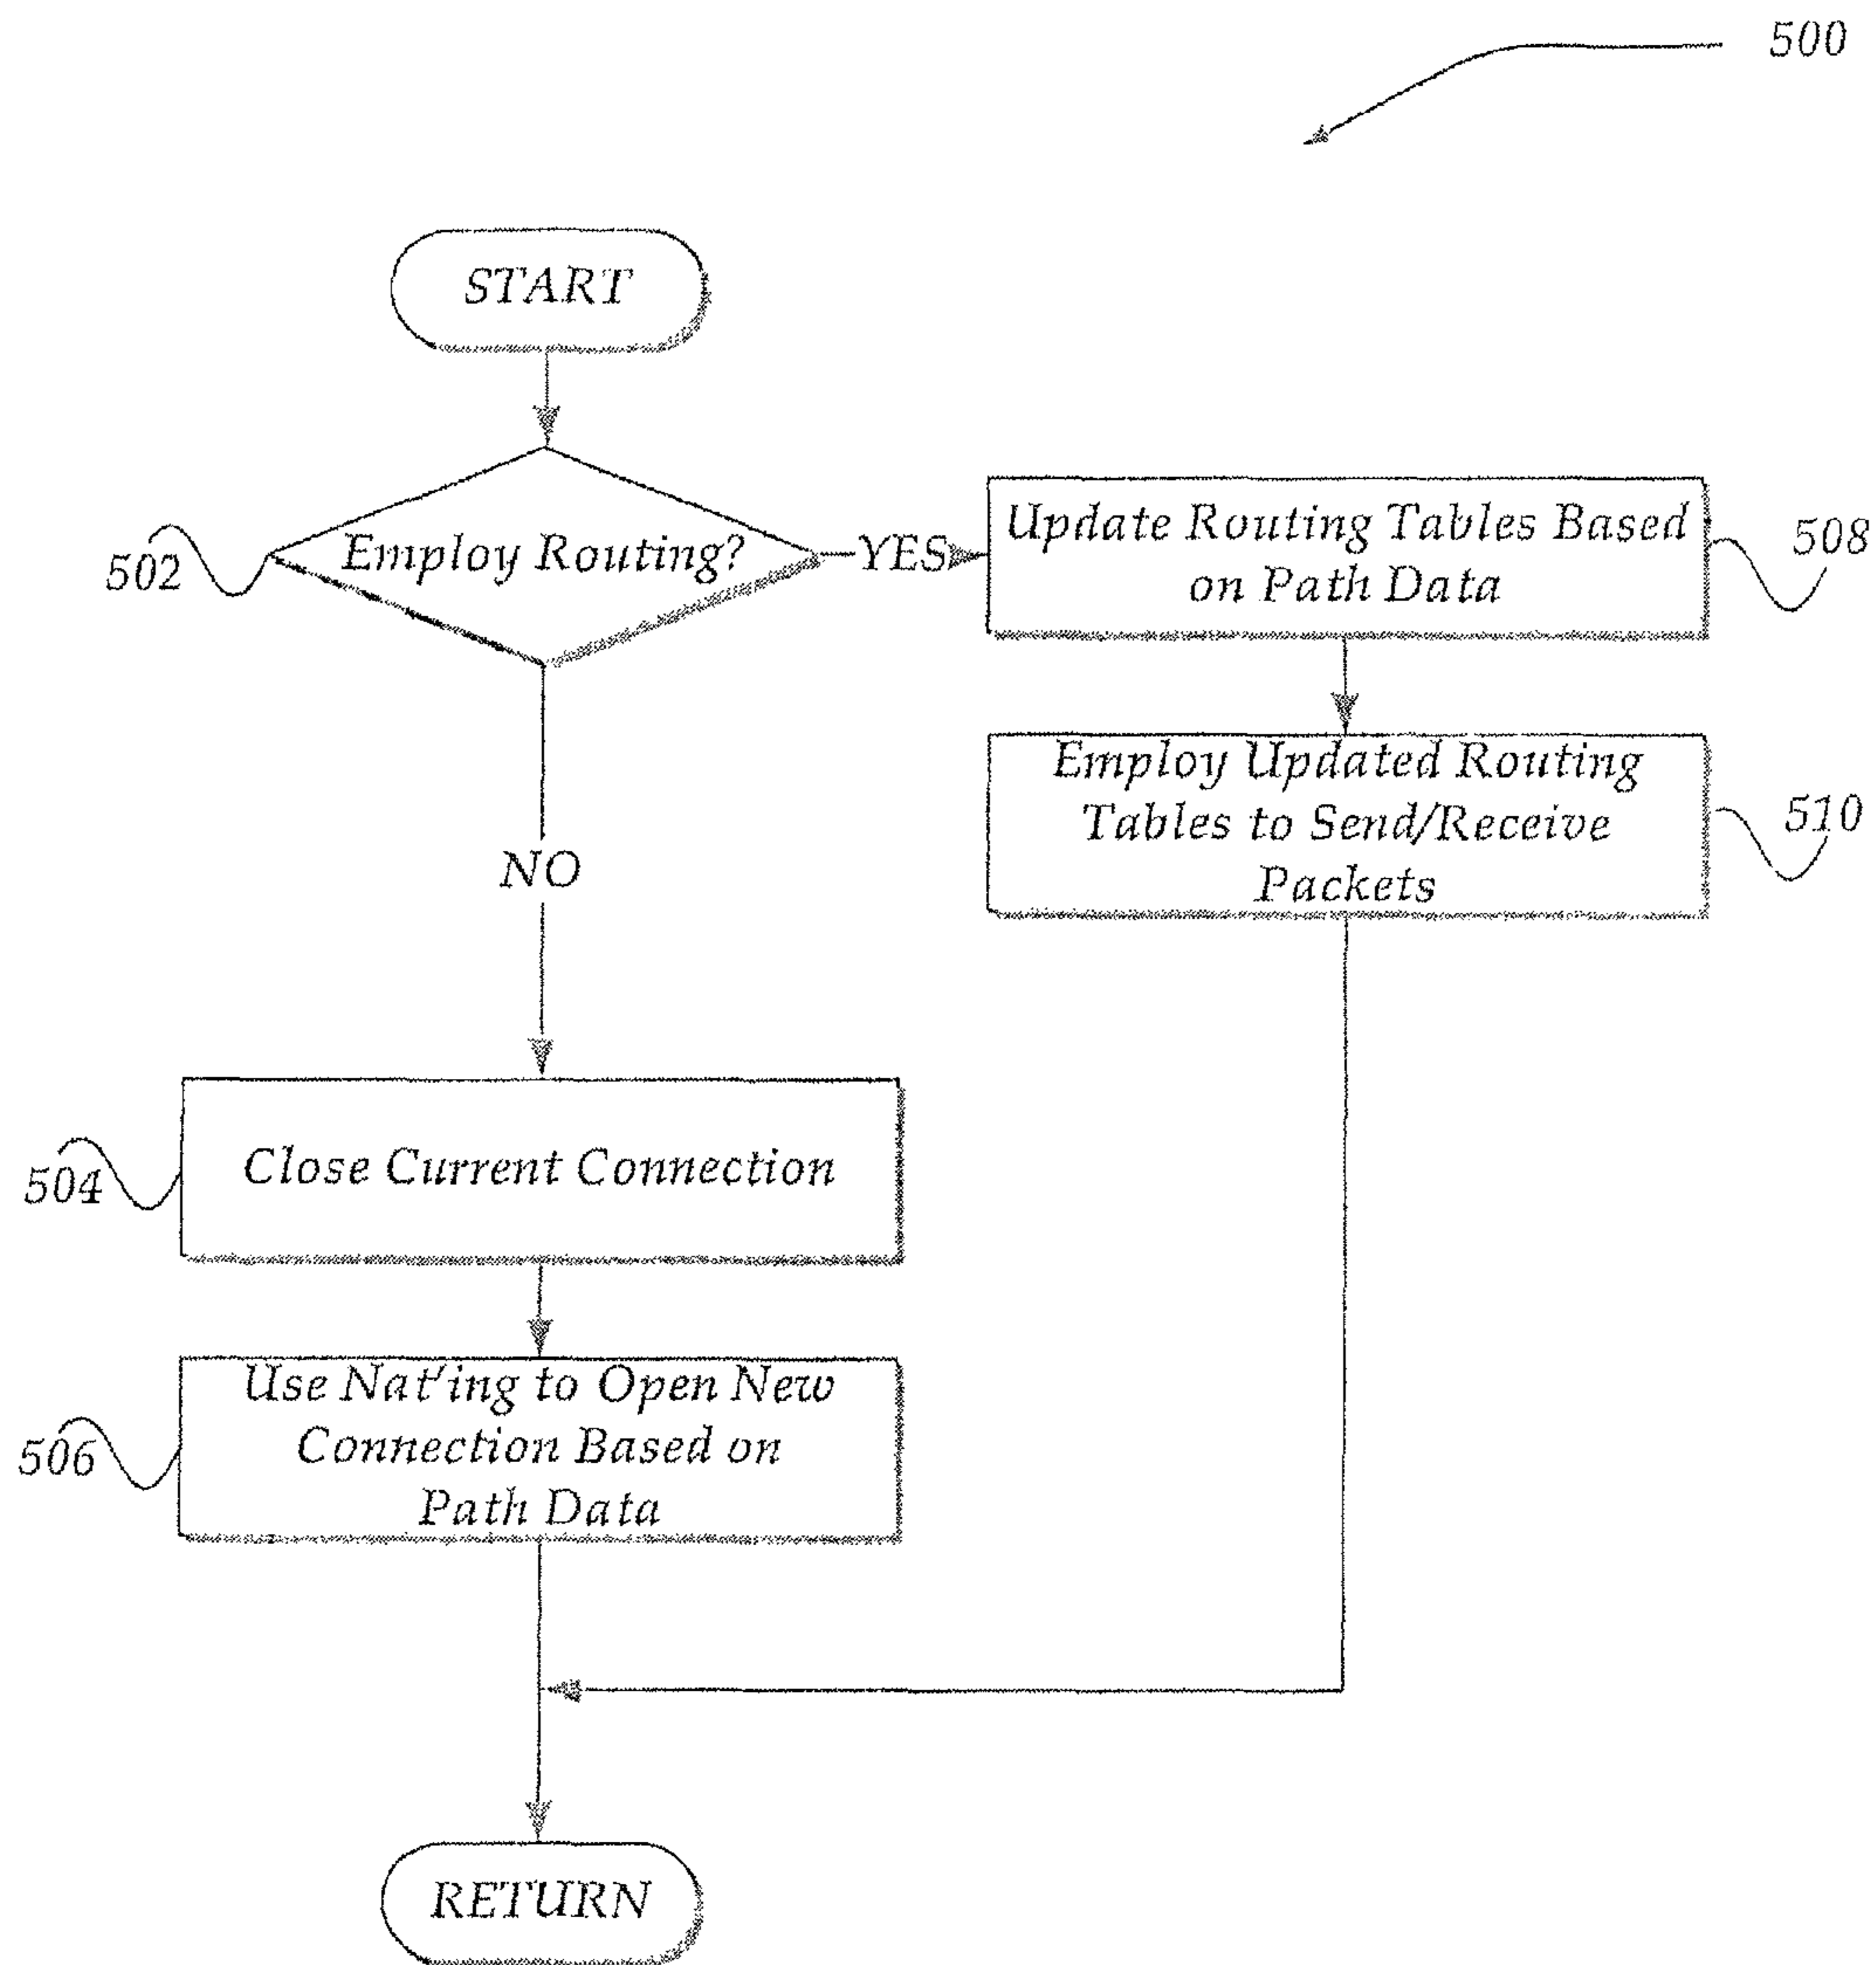 500
START
502
Employ Routing?
YES
Update Routing Tables Based
on Path Data
508
Employ Updated Routing
Tables to Send/Receive
Packets
510
NO
504
Close Current Connection
506
Use Nat'ing to Open New
Connection Based on
Path Data
RETURN